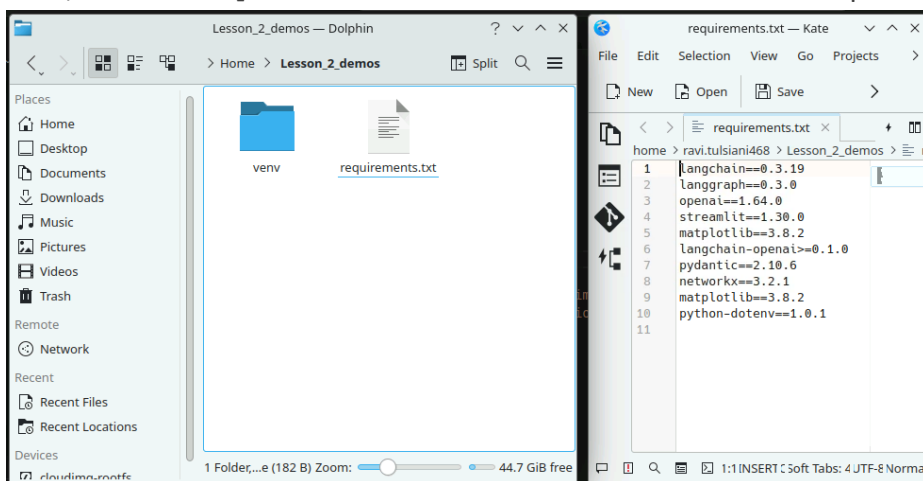 Lesson_2_demos — Dolphin
Home > Lesson_2_demos
Split
Places
Home
Desktop
Documents
Downloads
Music
Pictures
Videos
Trash
Remote
Network
Recent
Recent Files
Recent Locations
Devices
cloudimg-rootfs
venv
requirements.txt
1 Folder,...e (182 B) Zoom:
44.7 GiB free
requirements.txt — Kate
File Edit Selection View Go Projects
New Open Save
requirements.txt
home > ravi.tulsiani468 > Lesson_2_demos >
1 langchain==0.3.19
2 langgraph==0.3.0
3 openai==1.64.0
4 streamlit==1.30.0
5 matplotlib==3.8.2
6 langchain-openai>=0.1.0
7 pydantic==2.10.6
8 networkx==3.2.1
9 matplotlib==3.8.2
10 python-dotenv==1.0.1
11
1:1 INSERT Soft Tabs: 4 UTF-8 Norma